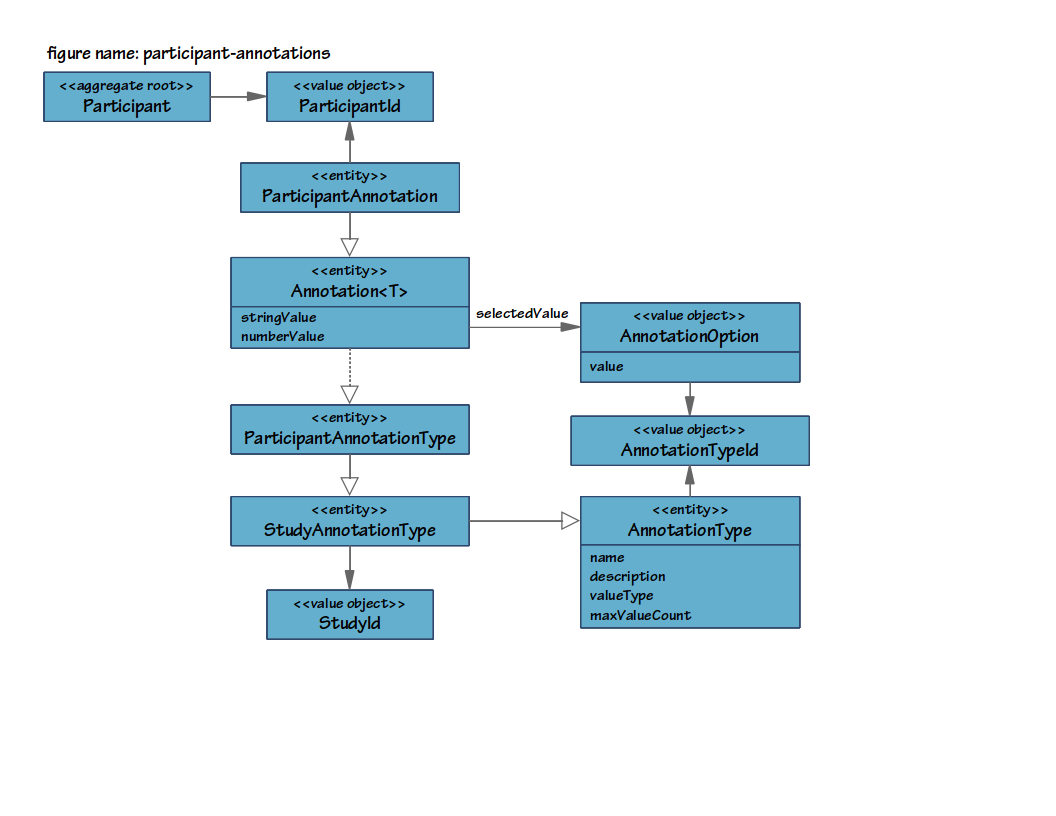 figure name: participant-annotations
<<aggregate root>>
Participant
<<value object>>
ParticipantId
<<entity>>
ParticipantAnnotation
<<entity>>
Annotation<T>
stringValue
numberValue
selectedValue
<<value object>>
AnnotationOption
value
<<entity>>
ParticipantAnnotationType
<<value object>>
AnnotationTypeId
<<entity>>
StudyAnnotationType
<<entity>>
AnnotationType
name
description
valueType
maxValueCount
<<value object>>
StudyId